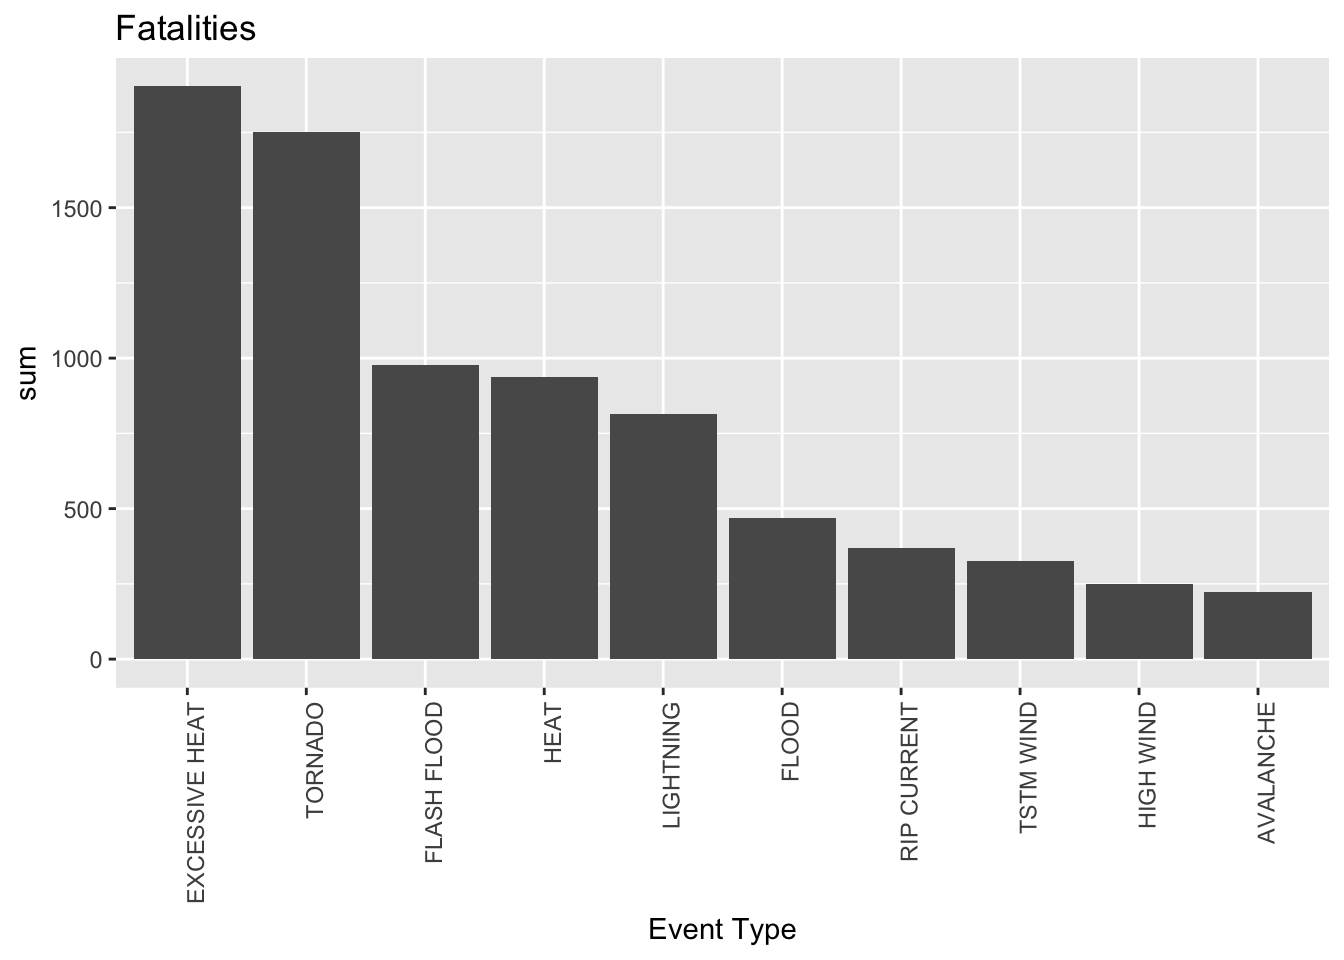 Fatalities
sum
1500
1000
500
0
EXCESSIVE HEAT
TORNADO
FLASH FLOOD
HEAT
LIGHTNING
FLOOD
RIP CURRENT
TSTM WIND
HIGH WIND
AVALANCHE
Event Type